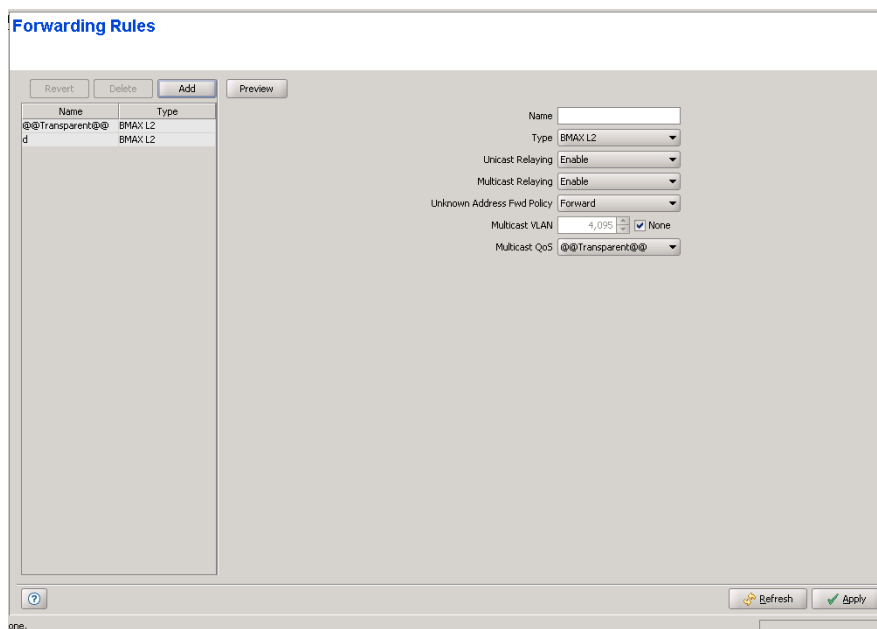 Forwarding Rules
Revert Delete Add Preview
Name Type
@@Transparent@@ BMAX L2
d BMAX L2
Name
Type BMAX L2
Unicast Relaying Enable
Multicast Relaying Enable
Unknown Address Fwd Policy Forward
Multicast VLAN 4,095 None
Multicast QoS @@Transparent@@
? Refresh Apply
one.